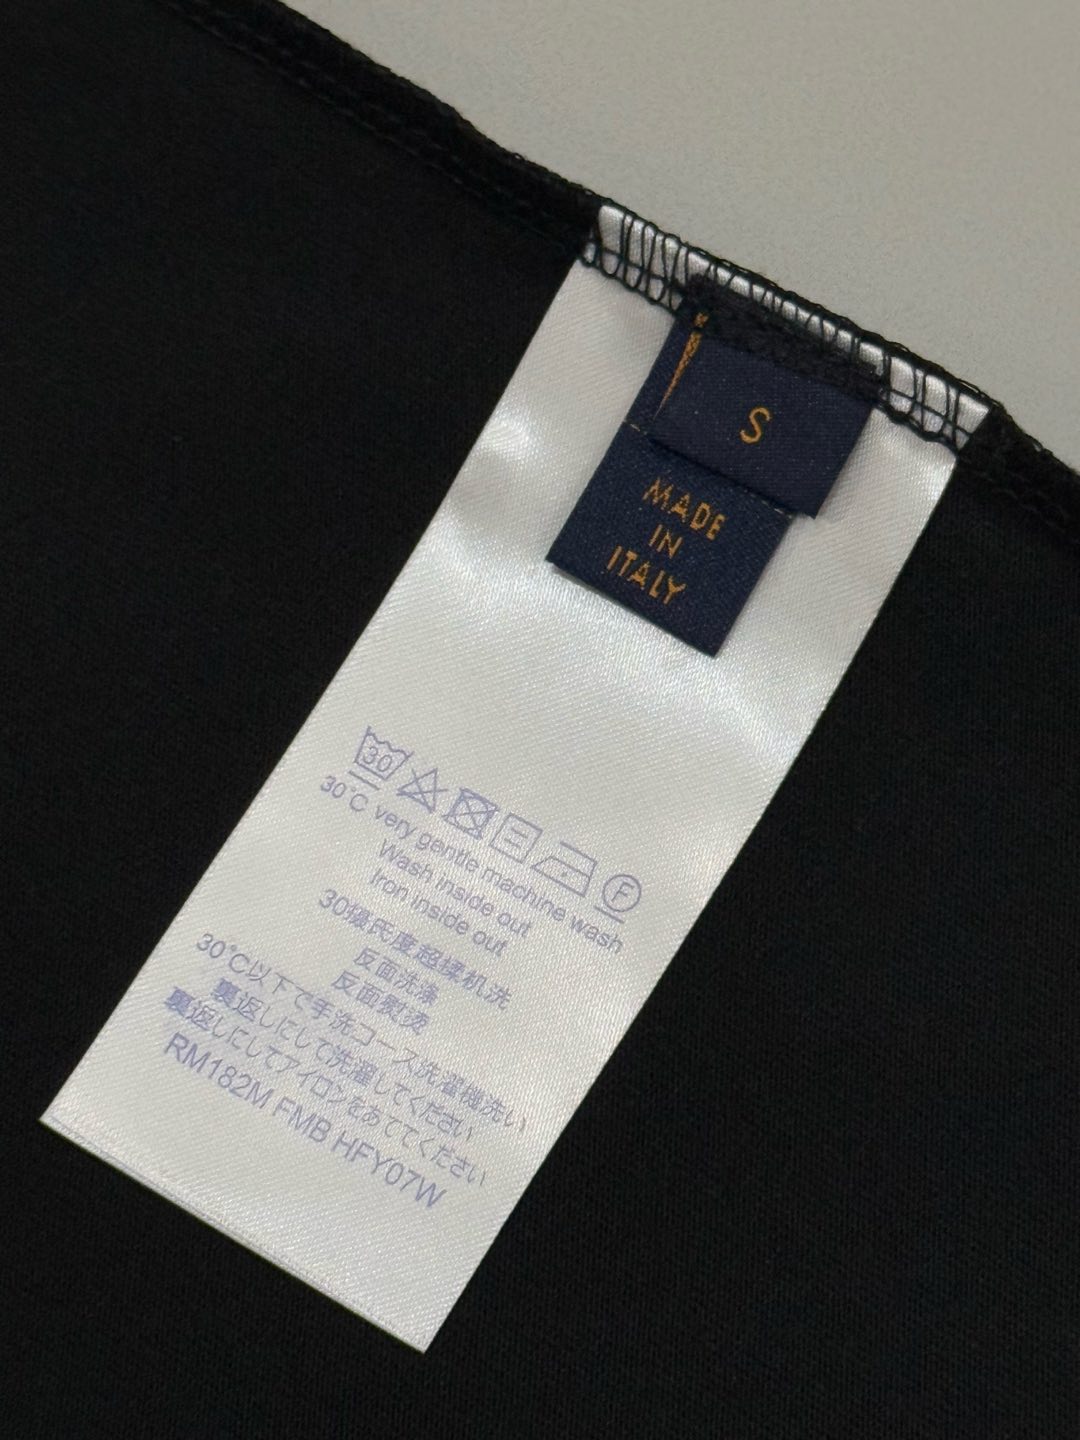 S
MADE
IN
ITALY
30
F
30°C very gentle machine wash
Wash inside out
Iron inside out
30優氏度超揉机洗
反面洗涤
反面熨烫
30℃以下で手洗コース洗濯機洗い
裏返しにして洗濯してください
裏返しにしてアイロンをあててください
RM182M FMB HFY07W